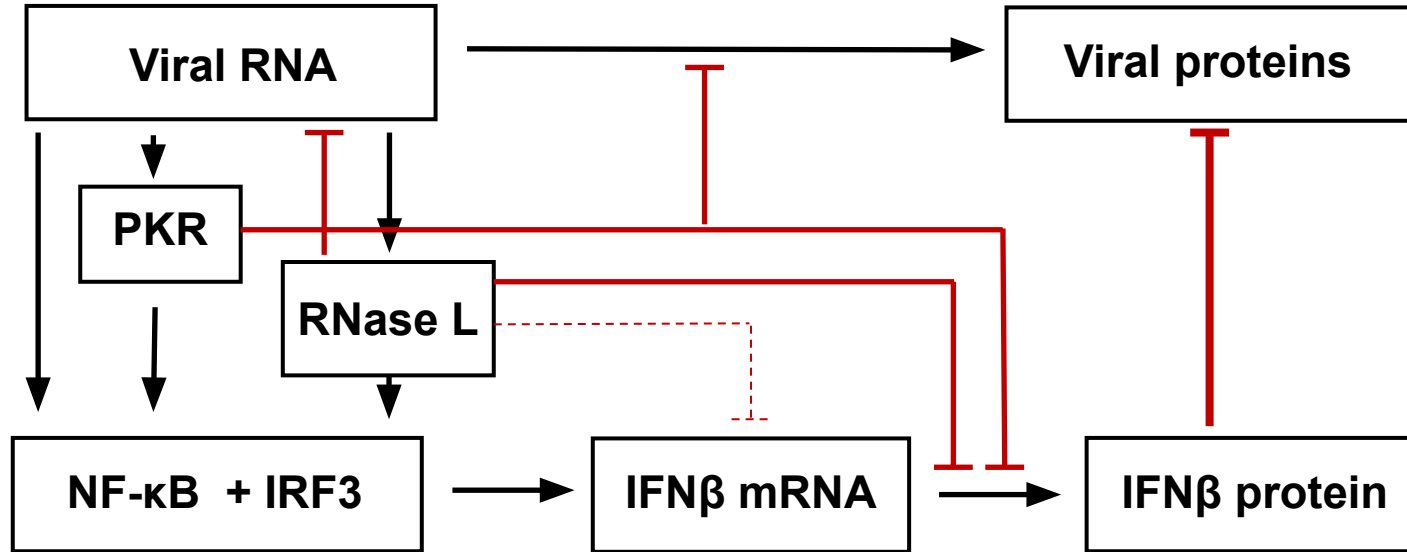 Viral RNA
Viral proteins
PKR
RNase L
NF-κB + IRF3
IFNβ mRNA
IFNβ protein